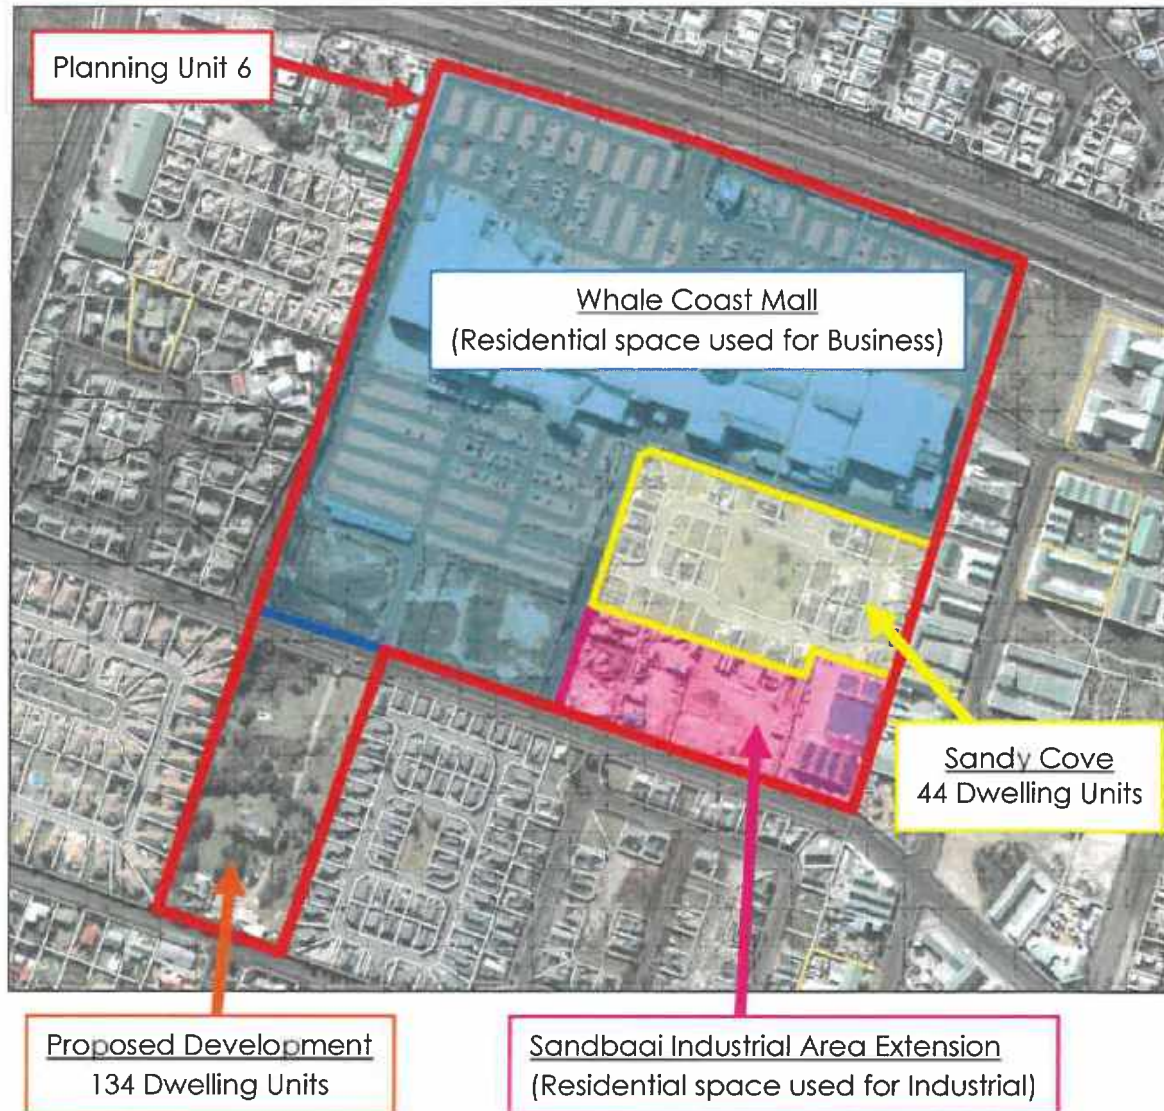 Planning Unit 6
Whale Coast Mall
(Residential space used for Business)
Sandy Cove
44 Dwelling Units
Proposed Development
134 Dwelling Units
Sandbaai Industrial Area Extension
(Residential space used for Industrial)